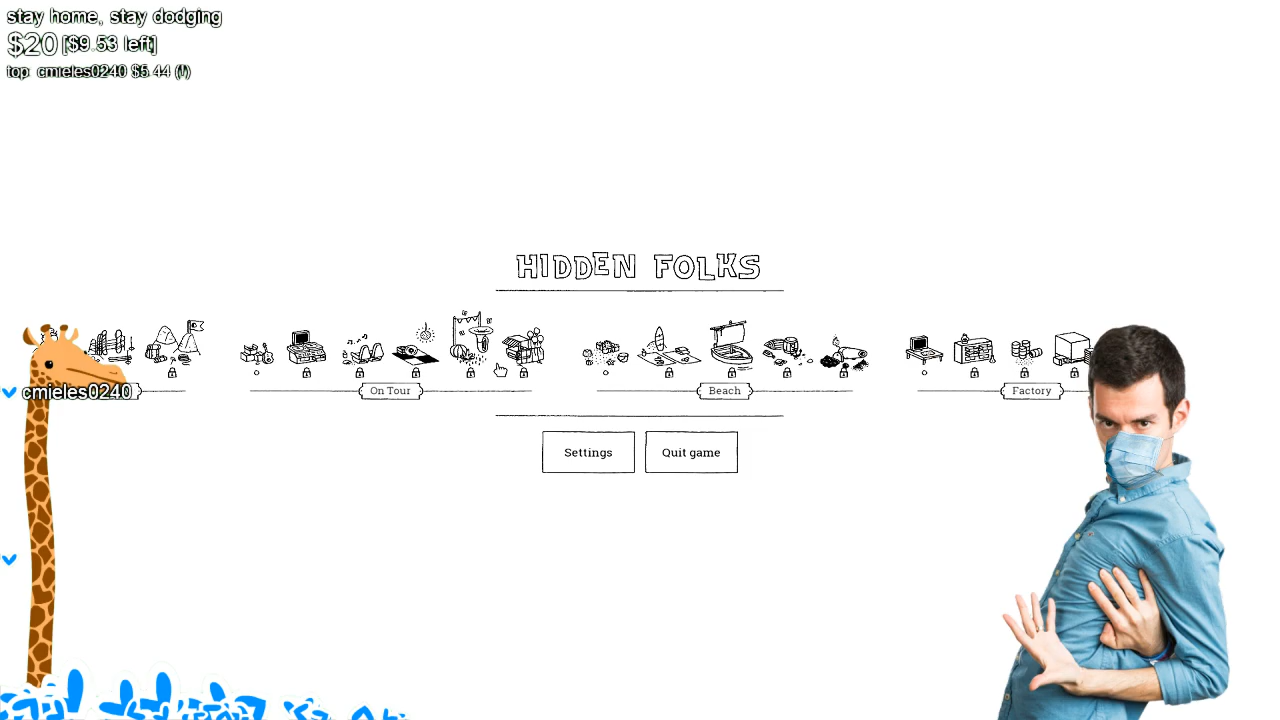 stay home, stay dodging
$20 [$9.53 left]
top: cmieles0240 $5.44 (!)
HIDDEN FOLKS
cmieles0240
On Tour
Beach
Factory
Settings
Quit game